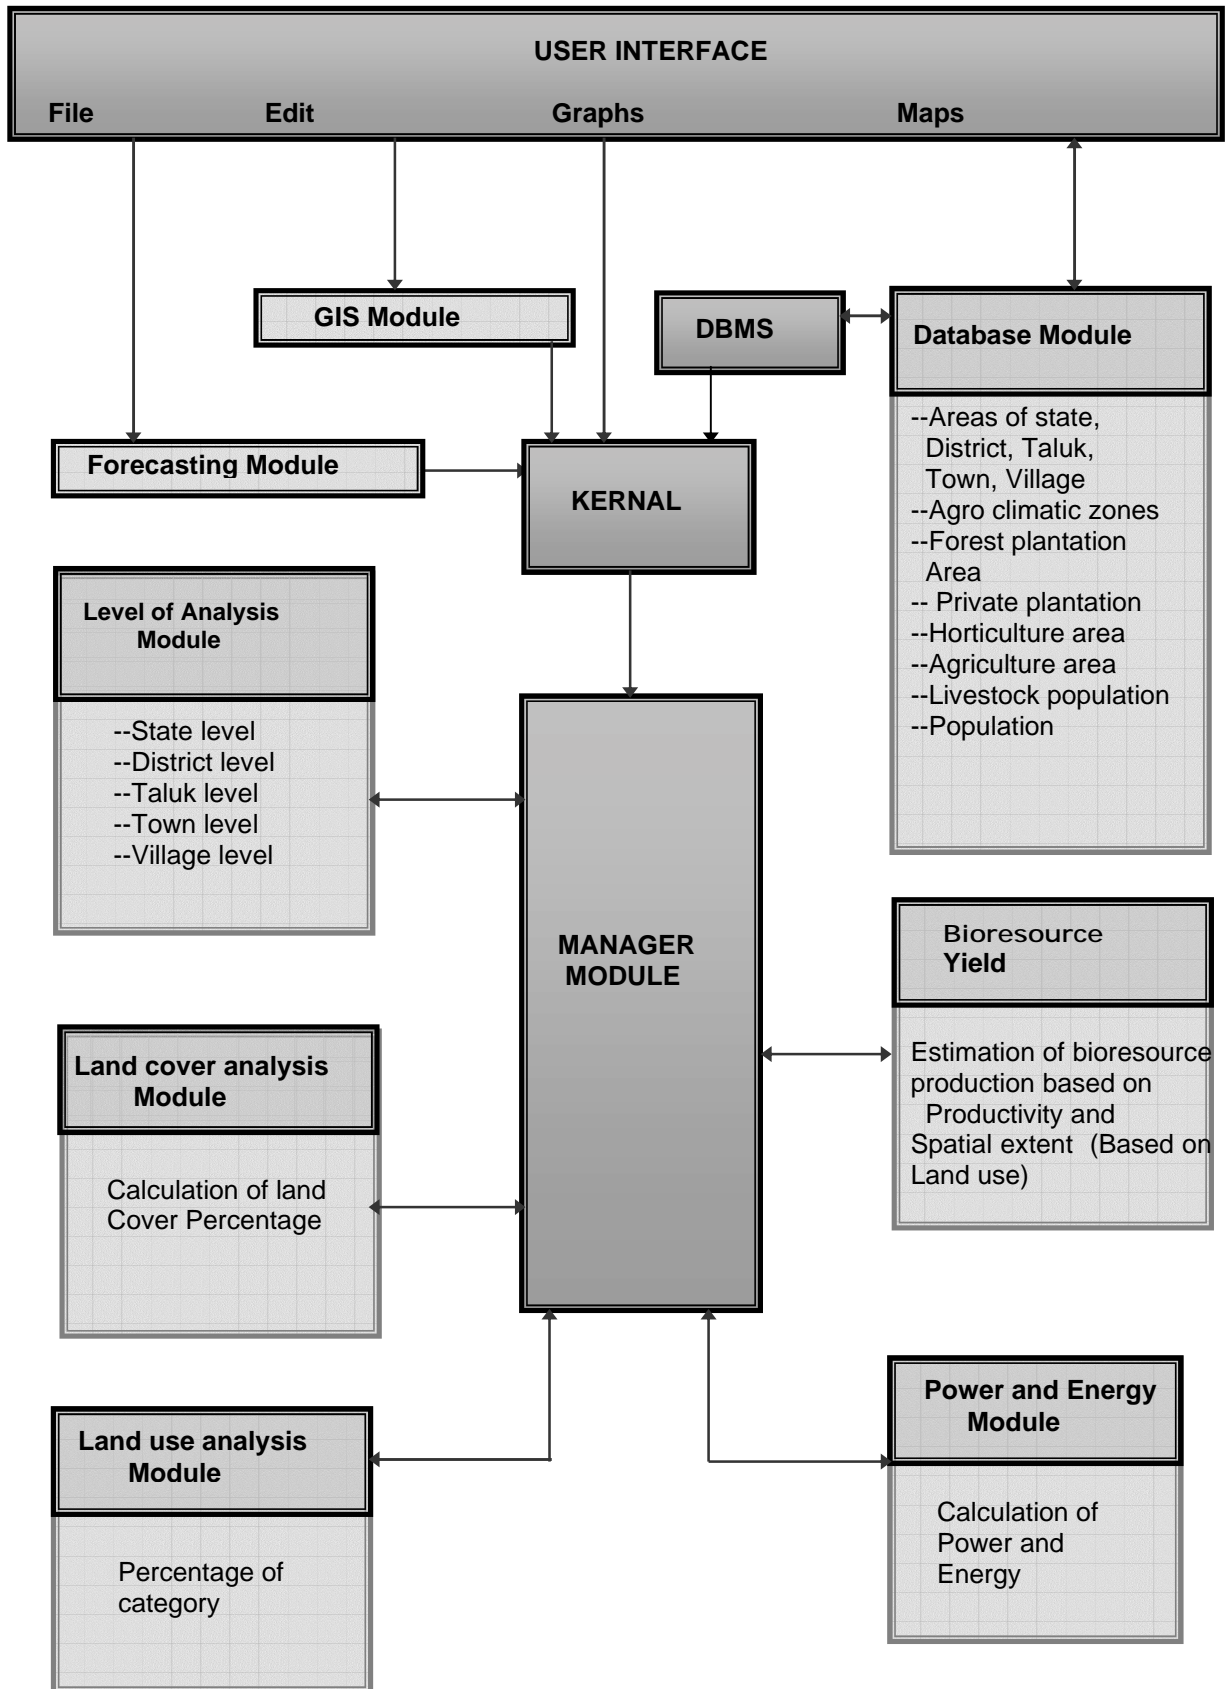 USER INTERFACE
File Edit Graphs Maps
GIS Module
DBMS
Database Module
--Areas of state,
District, Taluk,
Town, Village
--Agro climatic zones
--Forest plantation
Area
-- Private plantation
--Horticulture area
--Agriculture area
--Livestock population
--Population
Forecasting Module
KERNAL
Level of Analysis
Module
--State level
--District level
--Taluk level
--Town level
--Village level
MANAGER
MODULE
Bioresource
Yield
Estimation of bioresource
production based on
Productivity and
Spatial extent (Based on
Land use)
Land cover analysis
Module
Calculation of land
Cover Percentage
Power and Energy
Module
Calculation of
Power and
Energy
Land use analysis
Module
Percentage of
category